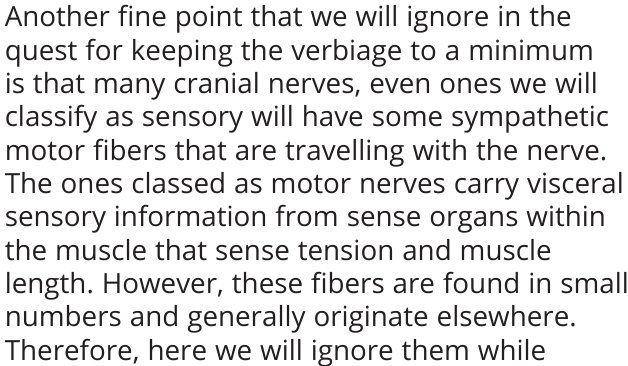 Another fine point that we will ignore in the
quest for keeping the verbiage to a minimum
is that many cranial nerves, even ones we will
classify as sensory will have some sympathetic
motor fibers that are travelling with the nerve.
The ones classed as motor nerves carry visceral
sensory information from sense organs within
the muscle that sense tension and muscle
length. However, these fibers are found in small
numbers and generally originate elsewhere.
Therefore, here we will ignore them while